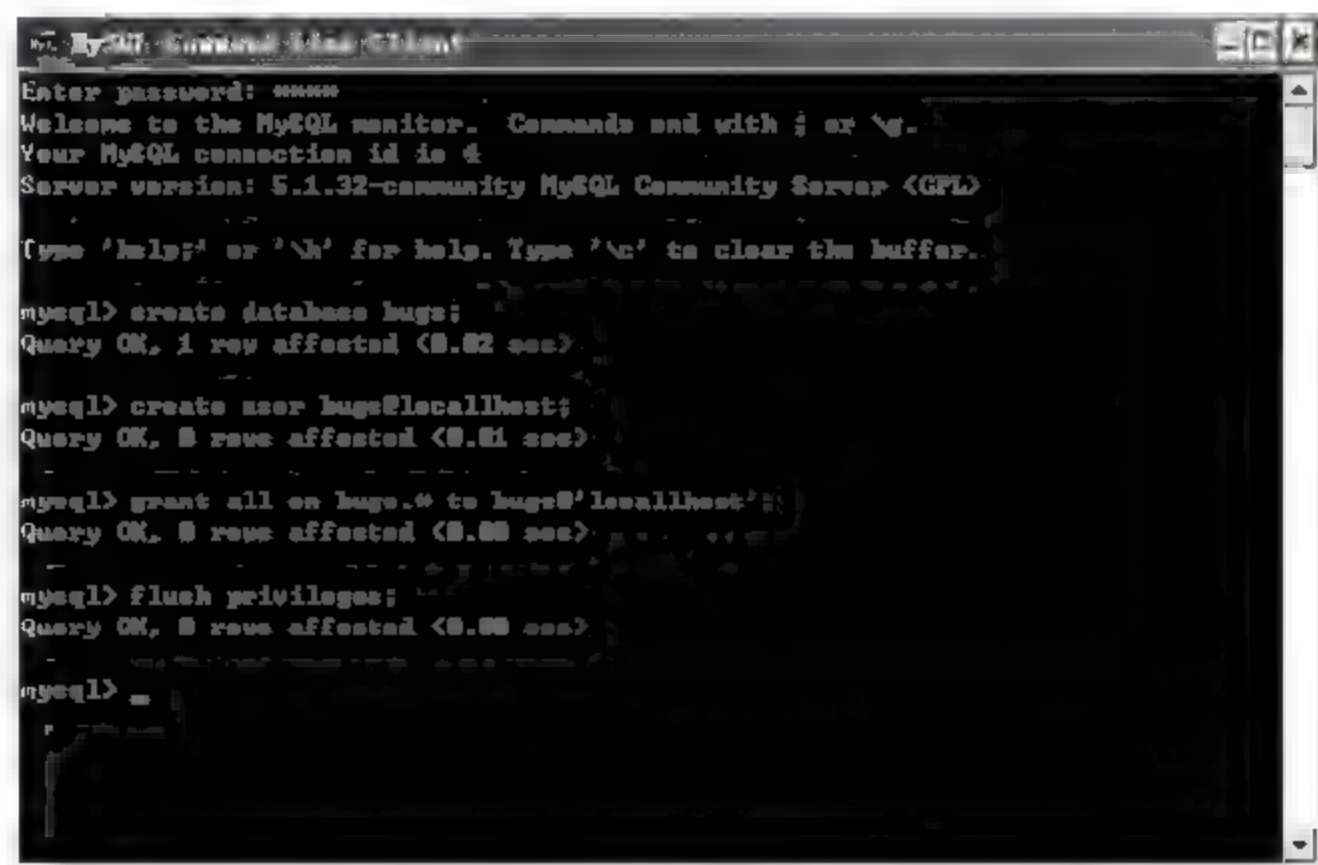 MySQL Command Line Client
Enter password: ****
Welcome to the MySQL monitor.  Commands end with ; or \g.
Your MySQL connection id is 4
Server version: 5.1.32-community MySQL Community Server (GPL)
Type 'help;' or '\h' for help. Type '\c' to clear the buffer.
mysql> create database bugs;
Query OK, 1 row affected (0.02 sec)
mysql> create user bugs@locallhost;
Query OK, 0 rows affected (0.01 sec)
mysql> grant all on bugs.* to bugs@'locallhost';
Query OK, 0 rows affected (0.00 sec)
mysql> flush privileges;
Query OK, 0 rows affected (0.00 sec)
mysql> _